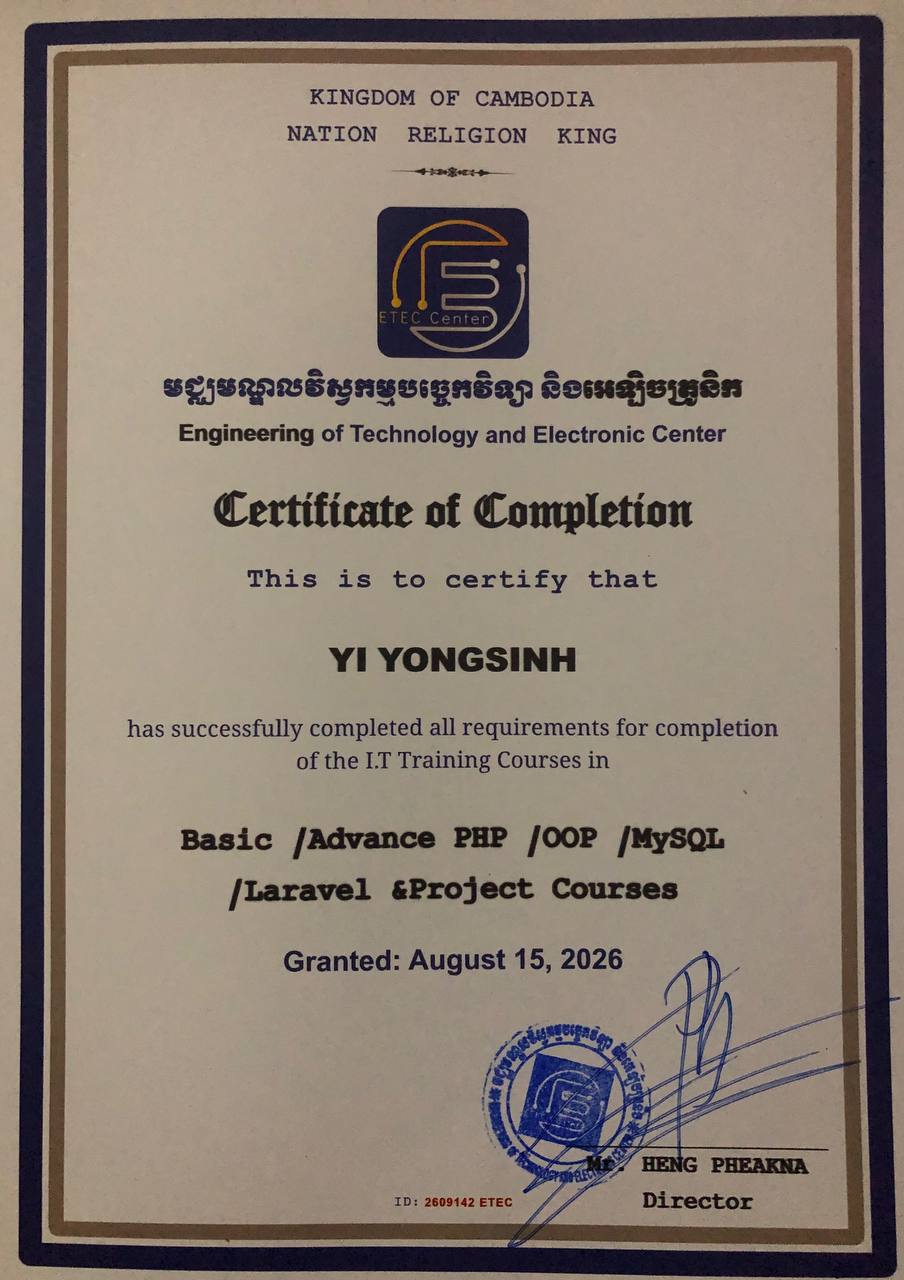 KINGDOM OF CAMBODIA
NATION RELIGION KING
ETEC Center
មជ្ឈមណ្ឌលវិស្វកម្មបច្ចេកវិទ្យា និងអេឡិចត្រូនិក
Engineering of Technology and Electronic Center
Certificate of Completion
This is to certify that
YI YONGSINH
has successfully completed all requirements for completion
of the I.T Training Courses in
Basic /Advance PHP /OOP /MySQL
/Laravel &Project Courses
Granted: August 15, 2026
Mr. HENG PHEAKNA
Director
ID: 2609142 ETEC